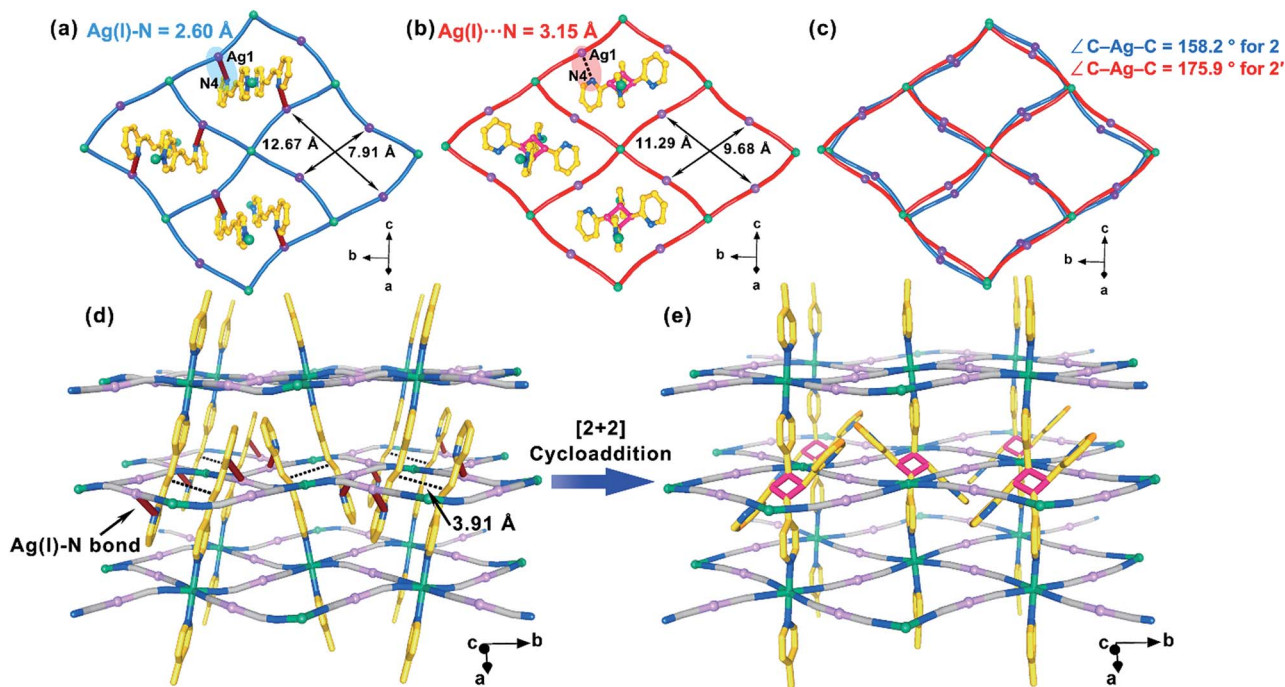 (a) Ag(I)-N = 2.60 Å
Ag1
N4
12.67 Å
7.91 Å
c
b
a
(b) Ag(I)···N = 3.15 Å
Ag1
N4
11.29 Å
9.68 Å
c
b
a
(c)
∠C–Ag–C = 158.2 ° for 2
∠C–Ag–C = 175.9 ° for 2′
c
b
a
(d)
Ag(I)-N bond
3.91 Å
c
b
a
[2+2]
Cycloaddition
(e)
c
b
a